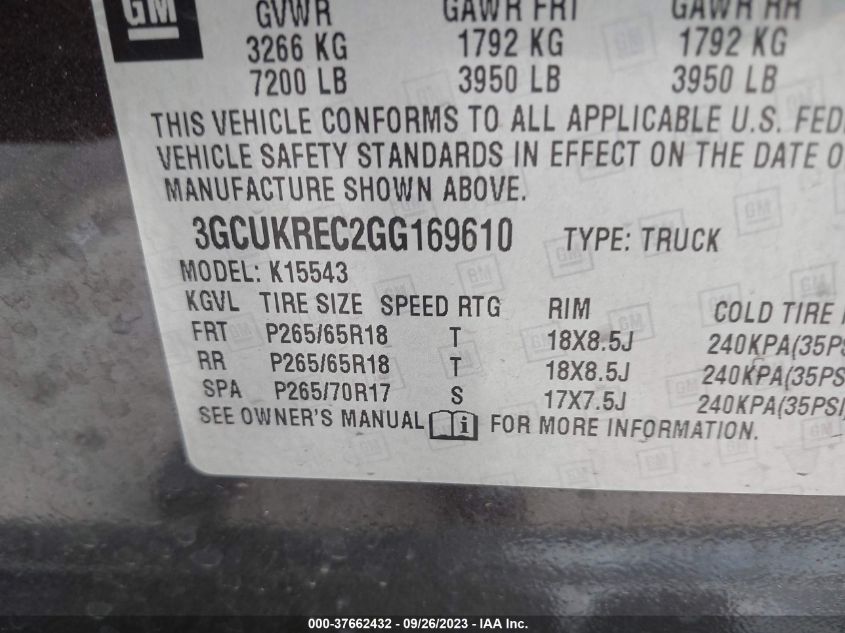 GM
GVWR GAWR FRT GAWR RR
3266 KG 1792 KG 1792 KG
7200 LB 3950 LB 3950 LB
THIS VEHICLE CONFORMS TO ALL APPLICABLE U.S. FED
VEHICLE SAFETY STANDARDS IN EFFECT ON THE DATE O
MANUFACTURE SHOWN ABOVE.
3GCUKREC2GG169610 TYPE: TRUCK
MODEL: K15543
KGVL TIRE SIZE SPEED RTG RIM COLD TIRE
FRT P265/65R18 T 18X8.5J 240KPA(35PS
RR P265/65R18 T 18X8.5J 240KPA(35PS
SPA P265/70R17 S 17X7.5J 240KPA(35PSI)
SEE OWNER'S MANUAL i FOR MORE INFORMATION.
000-37662432 - 09/26/2023 - IAA Inc.